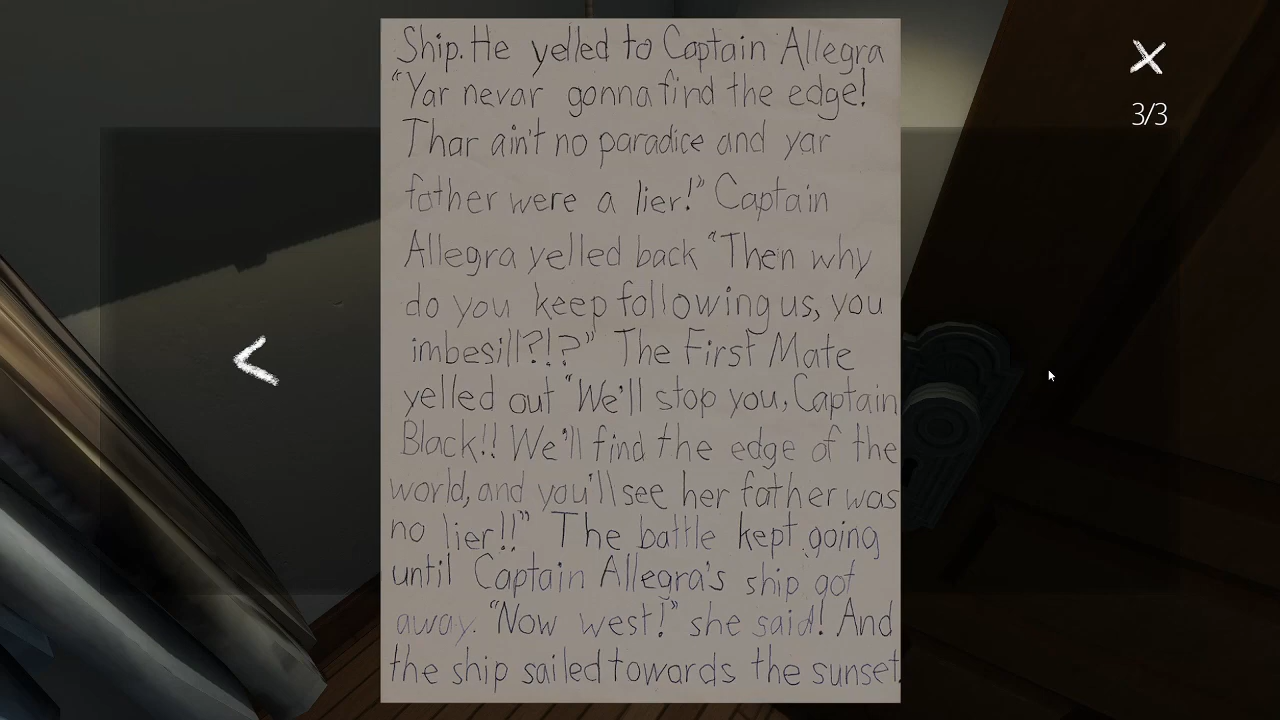 Ship. He yelled to Captain Allegra
"Yar nevar gonna find the edge!
Thar ain't no paradice and yar
father were a lier!" Captain
Allegra yelled back "Then why
do you keep following us, you
imbesill?!?" The First Mate
yelled out "We'll stop you, Captain
Black!! We'll find the edge of the
world, and you'll see her father was
no lier!!" The battle kept going
until Captain Allegra's ship got
away. "Now west!" she said! And
the ship sailed towards the sunset.
3/3